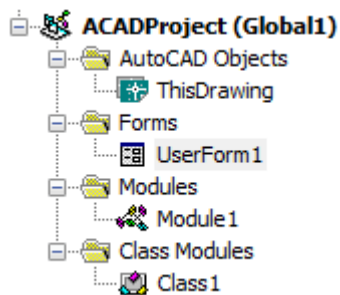 ACADProject (Global1)
AutoCAD Objects
ThisDrawing
Forms
UserForm1
Modules
Module1
Class Modules
Class1